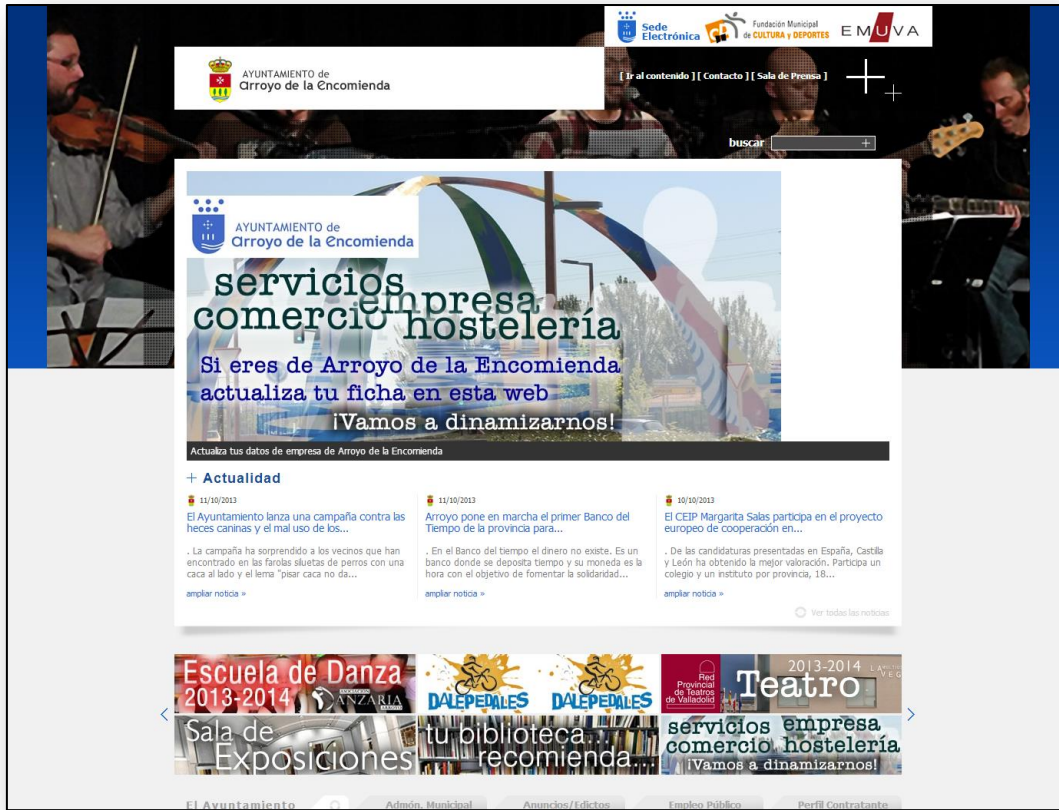 Sede
Electrónica
Fundación Municipal
de CULTURA y DEPORTES
EMUVA
AYUNTAMIENTO de
arroyo de la Encomienda
[ Ir al contenido ] [ Contacto ] [ Sala de Prensa ]
buscar
AYUNTAMIENTO de
arroyo de la Encomienda
servicios
empresa
comercio
hostelería
Si eres de Arroyo de la Encomienda
actualiza tu ficha en esta web
¡Vamos a dinamizarnos!
Actualiza tus datos de empresa de Arroyo de la Encomienda
+ Actualidad
11/10/2013
El Ayuntamiento lanza una campaña contra las
heces caninas y el mal uso de los...
. La campaña ha sorprendido a los vecinos que han
encontrado en las farolas siluetas de perros con una
caca al lado y el lema "pisar caca no da...
ampliar noticia »
11/10/2013
Arroyo pone en marcha el primer Banco del
Tiempo de la provincia para...
. En el Banco del tiempo el dinero no existe. Es un
banco donde se deposita tiempo y su moneda es la
hora con el objetivo de fomentar la solidaridad...
ampliar noticia »
10/10/2013
El CEIP Margarita Salas participa en el proyecto
europeo de cooperación en...
. De las candidaturas presentadas en España, Castilla
y León ha obtenido la mejor valoración. Participa un
colegio y un instituto por provincia, 18...
ampliar noticia »
Ver todas las noticias
Escuela de Danza
2013-2014
ANZARIA
DALEPEDALES
DALEPEDALES
Red
Provincial
de Teatros
de Valladolid
2013-2014
Teatro
Sala de
Exposiciones
tu biblioteca...
recomienda...
servicios empresa
comercio hostelería
¡Vamos a dinamizarnos!
El Ayuntamiento
Admón. Municipal
Anuncios/Edictos
Empleo Público
Perfil Contratante